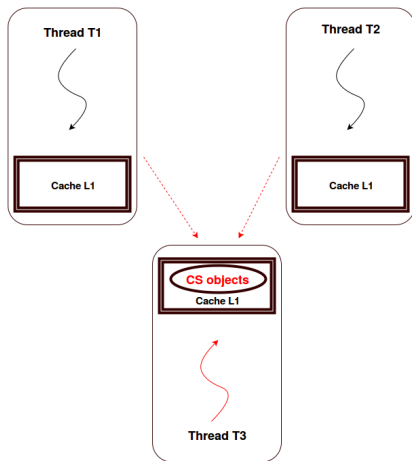 Thread T1
Thread T2
Cache L1
Cache L1
CS objects
Cache L1
Thread T3